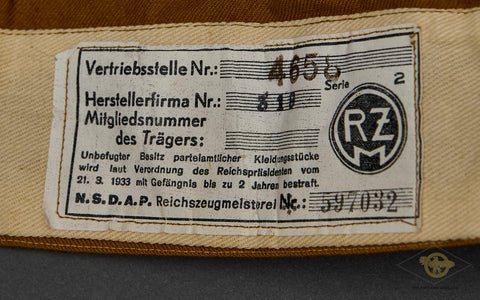 Vertriebsstelle Nr.: 4658
Serie 2
Herstellerfirma Nr.: 810
Mitgliedsnummer
des Trägers:
RZM
Unbefugter Besitz parteiamtlicher Kleidungsstücke
wird laut Verordnung des Reichspräsidenten vom
21. 3. 1933 mit Gefängnis bis zu 2 Jahren bestraft.
N.S.D.A.P. Reichszeugmeisterei Nr.: 597032